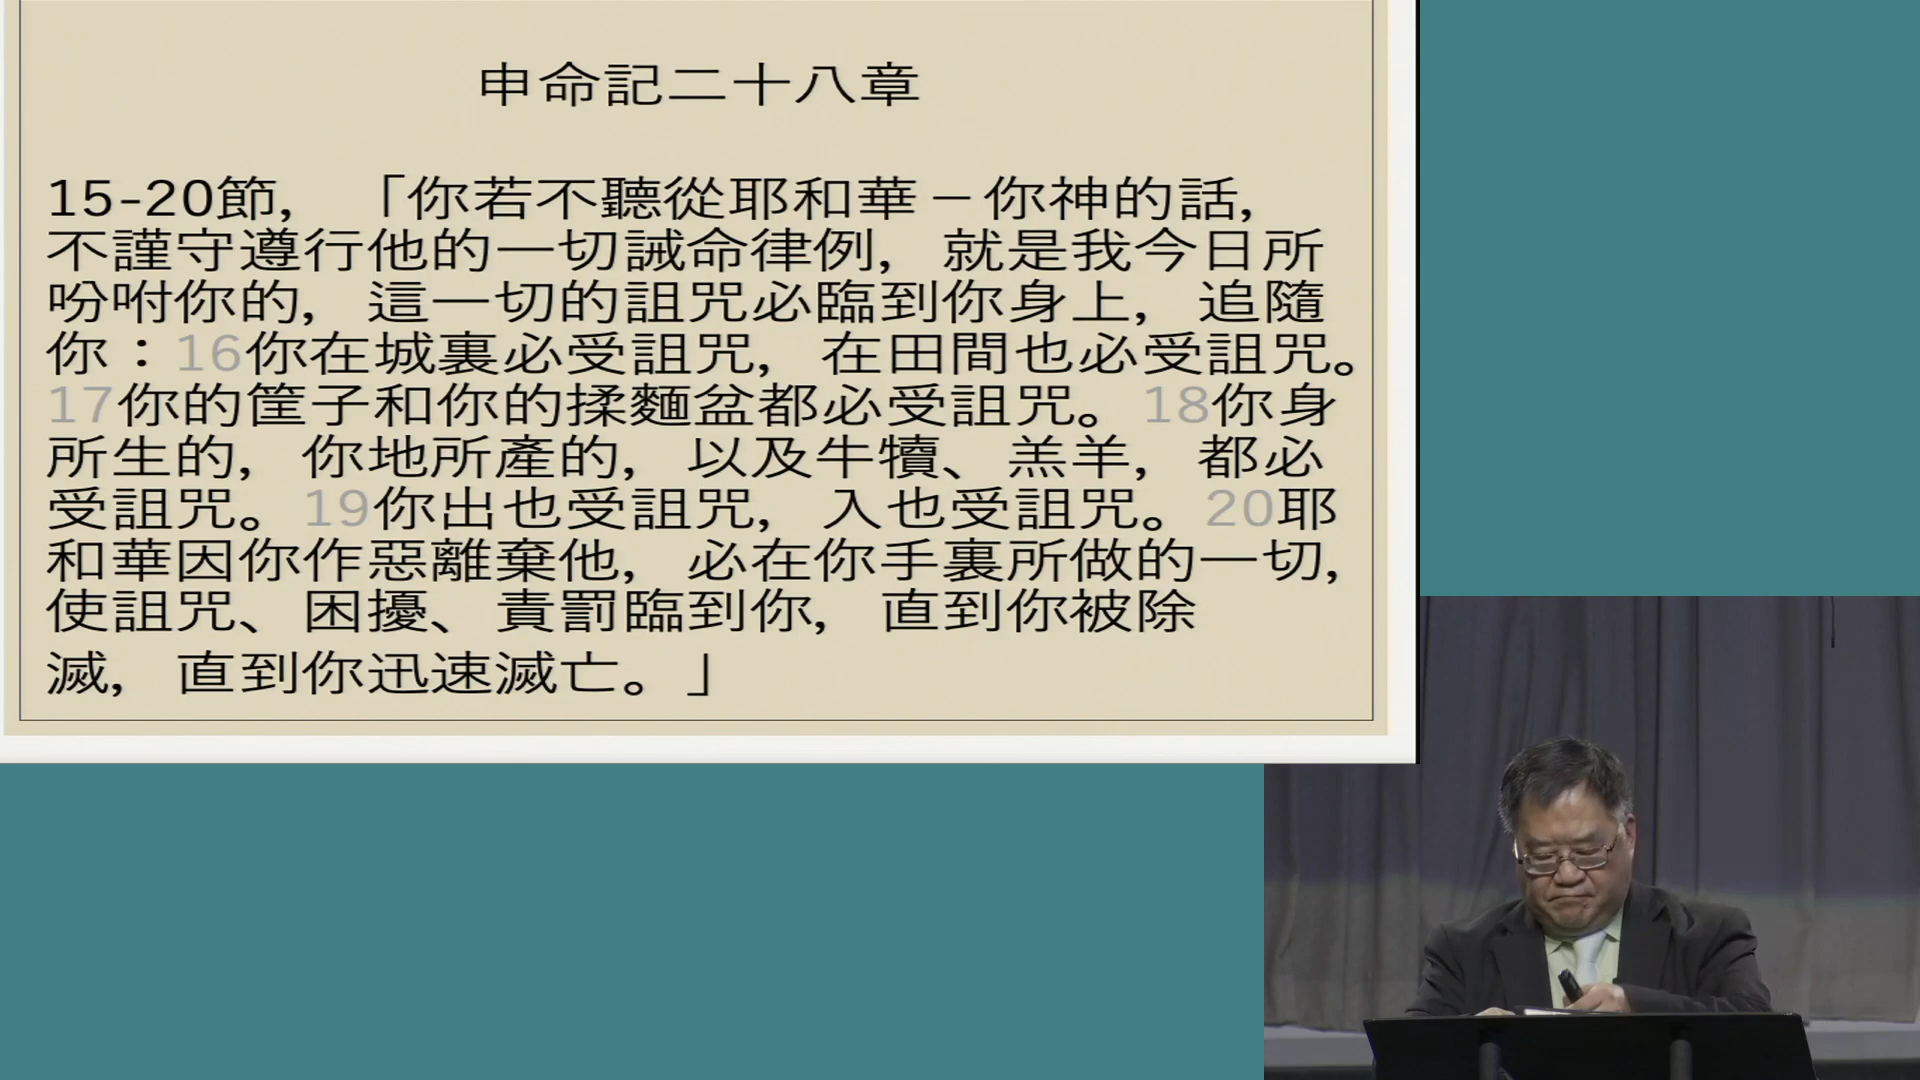 申命記二十八章
15-20節, 「你若不聽從耶和華－你神的話,
不謹守遵行他的一切誡命律例, 就是我今日所
吩咐你的, 這一切的詛咒必臨到你身上, 追隨
你：16你在城裏必受詛咒, 在田間也必受詛咒。
17你的筐子和你的揉麵盆都必受詛咒。18你身
所生的, 你地所產的, 以及牛犢、羔羊, 都必
受詛咒。19你出也受詛咒, 入也受詛咒。20耶
和華因你作惡離棄他, 必在你手裏所做的一切,
使詛咒、困擾、責罰臨到你, 直到你被除
滅, 直到你迅速滅亡。」